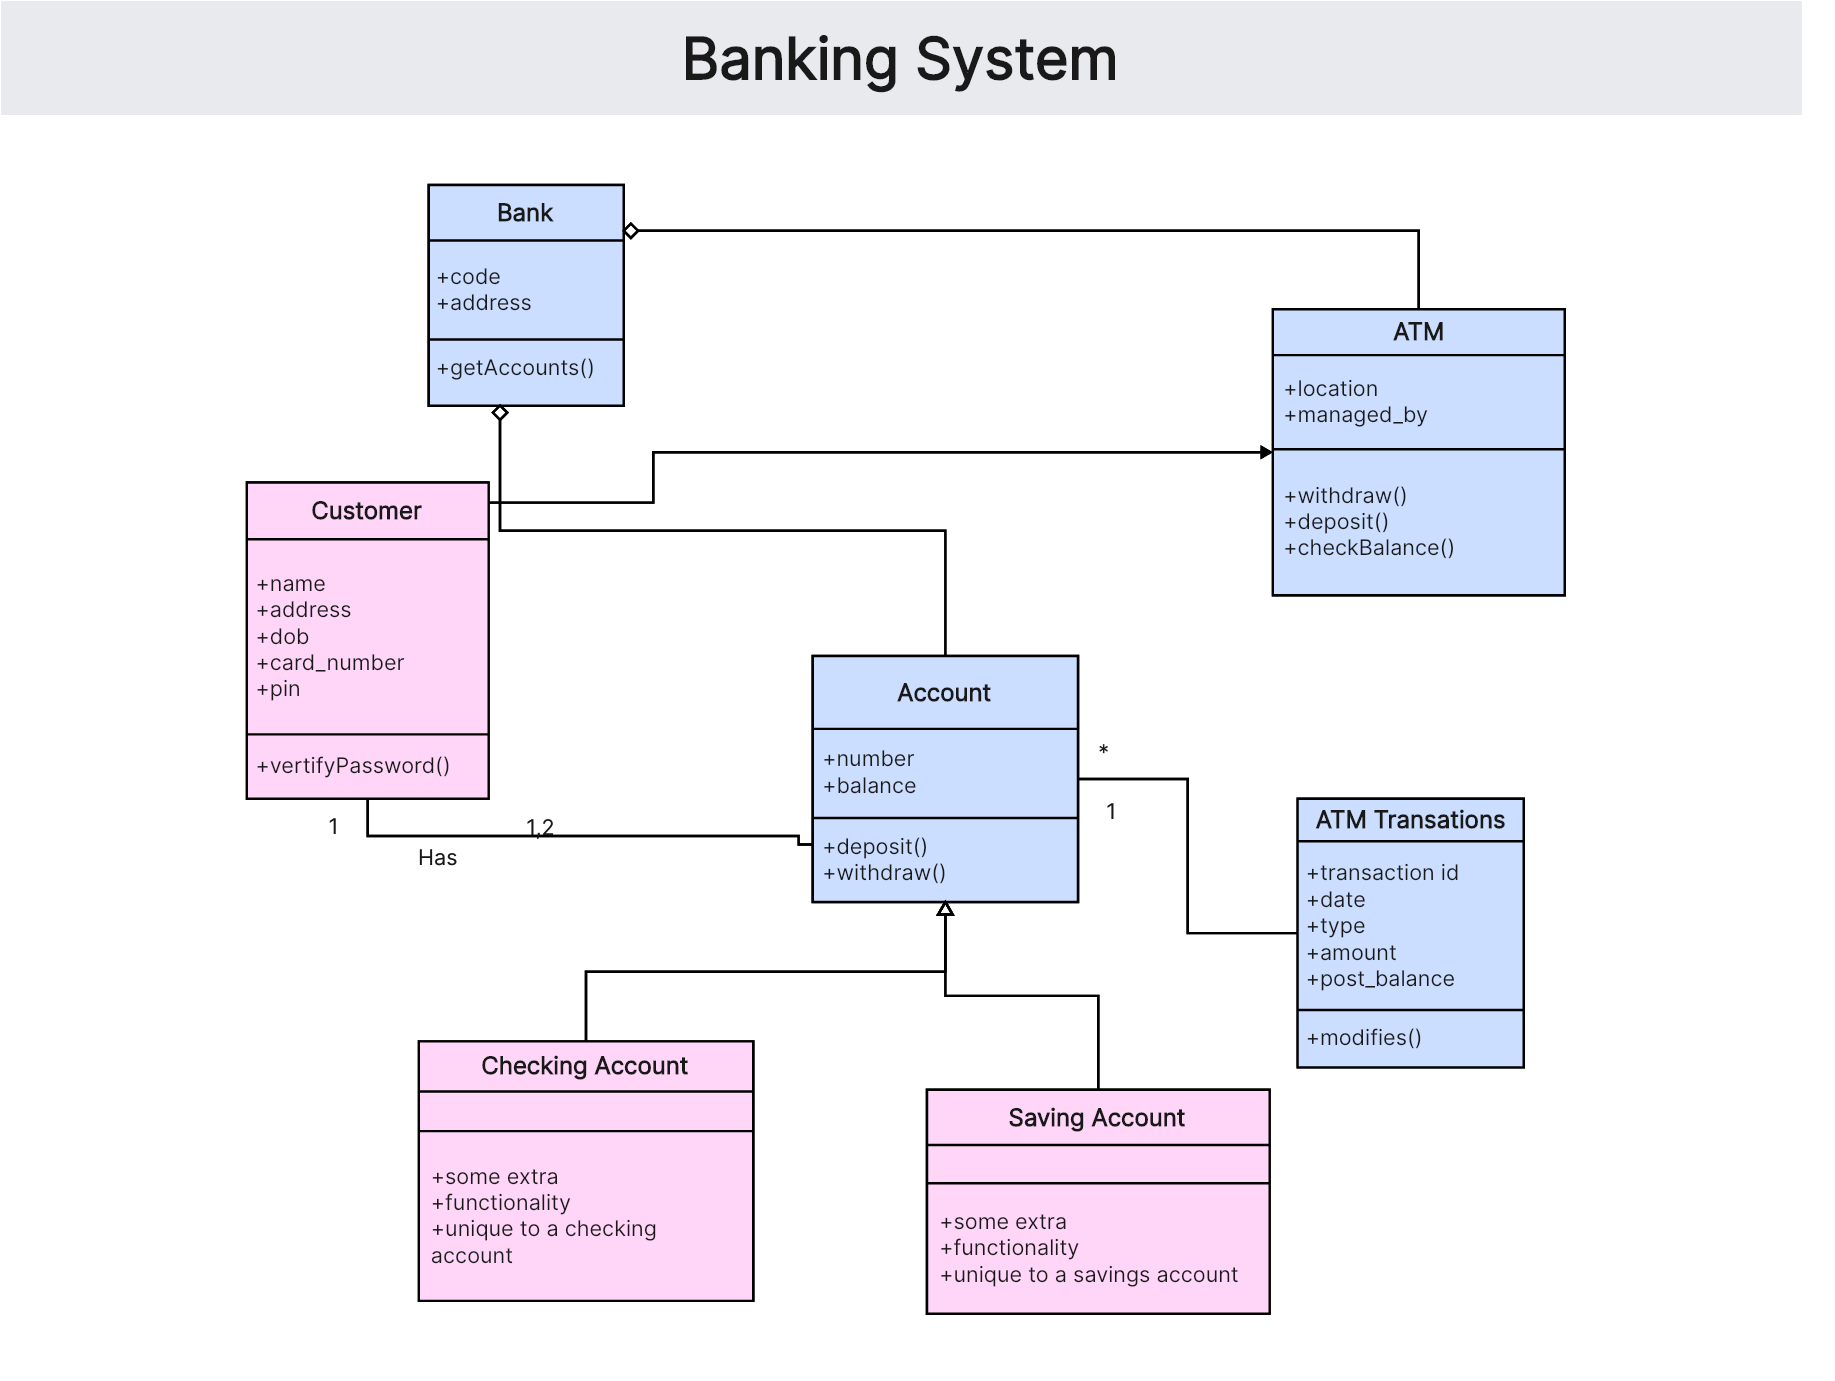 Banking System
Bank
+code
+address
+getAccounts()
ATM
+location
+managed_by
+withdraw()
+deposit()
+checkBalance()
Customer
+name
+address
+dob
+card_number
+pin
+vertifyPassword()
1
1,2
Has
Account
+number
+balance
+deposit()
+withdraw()
*
1
ATM Transations
+transaction id
+date
+type
+amount
+post_balance
+modifies()
Checking Account
+some extra
+functionality
+unique to a checking
account
Saving Account
+some extra
+functionality
+unique to a savings account